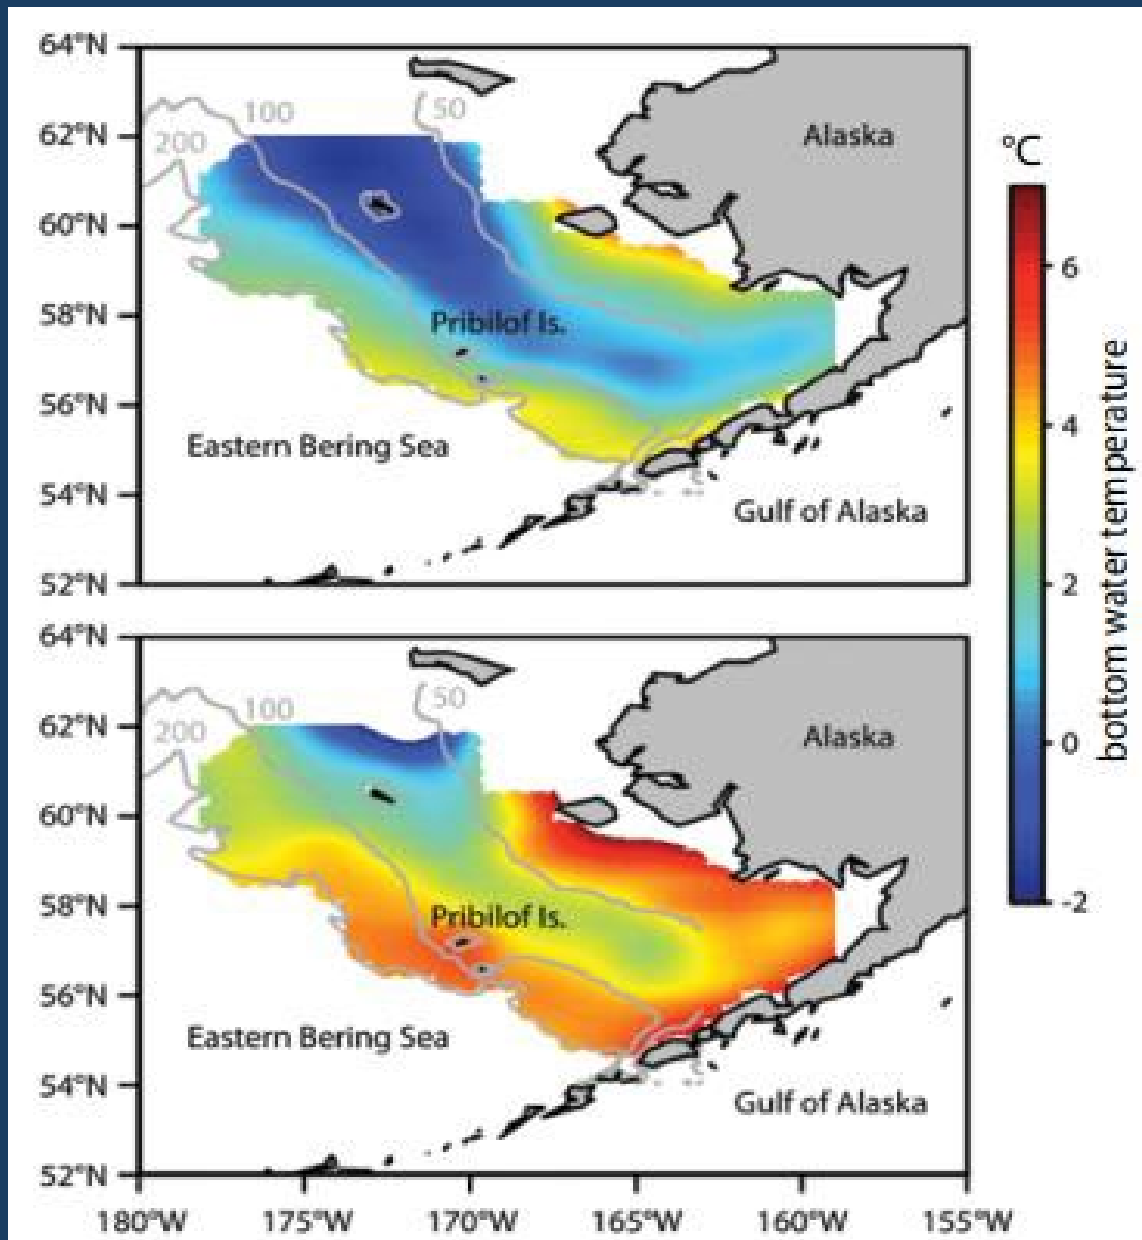 64°N
62°N
60°N
58°N
56°N
54°N
52°N
100
50
200
Alaska
Pribilof Is.
Eastern Bering Sea
Gulf of Alaska
°C
6
4
2
0
-2
bottom water temperature
64°N
62°N
60°N
58°N
56°N
54°N
52°N
100
50
200
Alaska
Pribilof Is.
Eastern Bering Sea
Gulf of Alaska
180°W 175°W 170°W 165°W 160°W 155°W